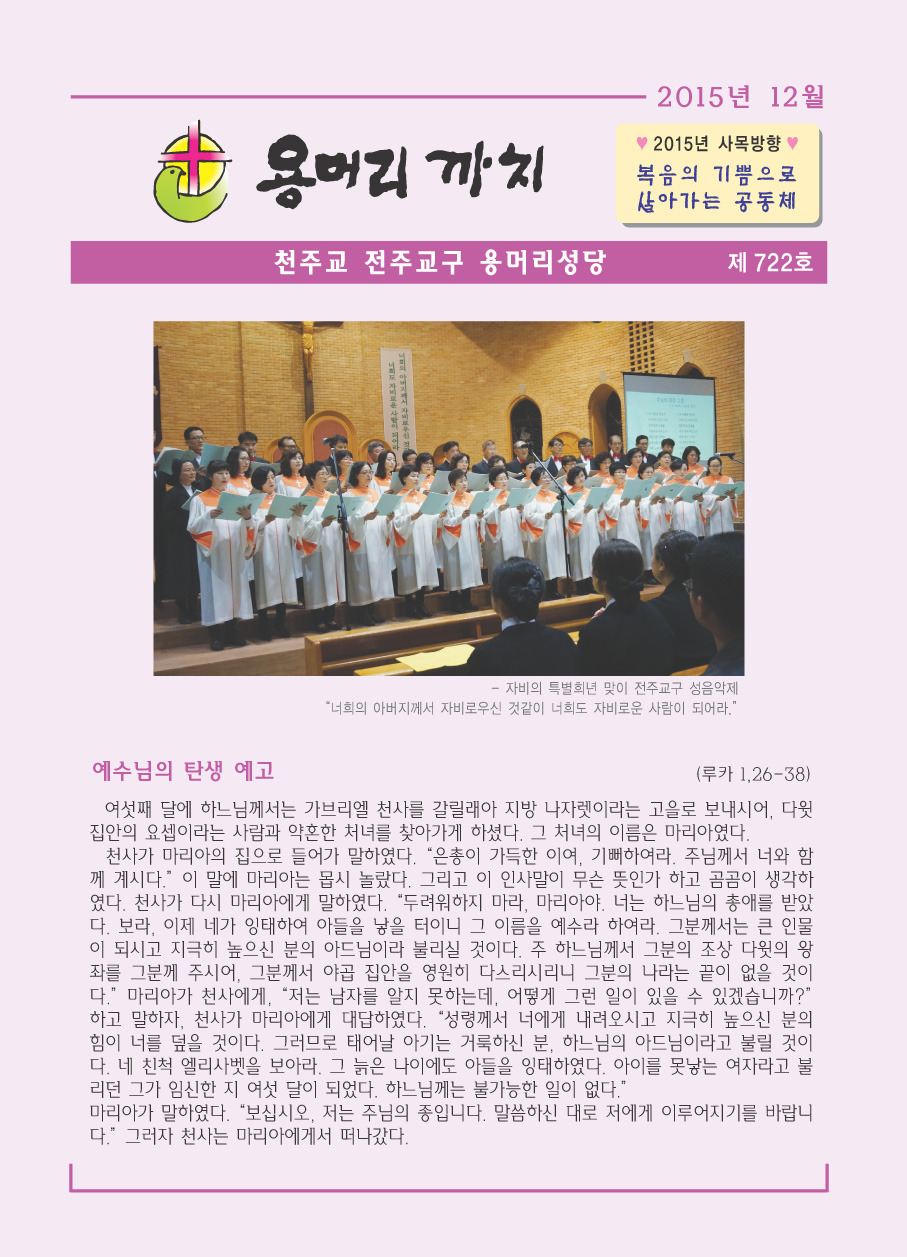 2015년 12월
용머리 까치
♥ 2015년 사목방향 ♥
복음의 기쁨으로
살아가는 공동체
천주교 전주교구 용머리성당 제 722호
너희의 아버지께서 자비로우신 것
너희도 자비로운 사람이 되어라
- 자비의 특별희년 맞이 전주교구 성음악제
“너희의 아버지께서 자비로우신 것같이 너희도 자비로운 사람이 되어라.”
예수님의 탄생 예고 (루카 1,26-38)
여섯째 달에 하느님께서는 가브리엘 천사를 갈릴래아 지방 나자렛이라는 고을로 보내시어, 다윗
집안의 요셉이라는 사람과 약혼한 처녀를 찾아가게 하셨다. 그 처녀의 이름은 마리아였다.
천사가 마리아의 집으로 들어가 말하였다. “은총이 가득한 이여, 기뻐하여라. 주님께서 너와 함
께 계시다.” 이 말에 마리아는 몹시 놀랐다. 그리고 이 인사말이 무슨 뜻인가 하고 곰곰이 생각하
였다. 천사가 다시 마리아에게 말하였다. “두려워하지 마라, 마리아야. 너는 하느님의 총애를 받았
다. 보라, 이제 네가 잉태하여 아들을 낳을 터이니 그 이름을 예수라 하여라. 그분께서는 큰 인물
이 되시고 지극히 높으신 분의 아드님이라 불리실 것이다. 주 하느님께서 그분의 조상 다윗의 왕
좌를 그분께 주시어, 그분께서 야곱 집안을 영원히 다스리시리니 그분의 나라는 끝이 없을 것이
다.” 마리아가 천사에게, “저는 남자를 알지 못하는데, 어떻게 그런 일이 있을 수 있겠습니까?”
하고 말하자, 천사가 마리아에게 대답하였다. “성령께서 너에게 내려오시고 지극히 높으신 분의
힘이 너를 덮을 것이다. 그러므로 태어날 아기는 거룩하신 분, 하느님의 아드님이라고 불릴 것이
다. 네 친척 엘리사벳을 보아라. 그 늙은 나이에도 아들을 잉태하였다. 아이를 못낳는 여자라고 불
리던 그가 임신한 지 여섯 달이 되었다. 하느님께는 불가능한 일이 없다.”
마리아가 말하였다. “보십시오, 저는 주님의 종입니다. 말씀하신 대로 저에게 이루어지기를 바랍니
다.” 그러자 천사는 마리아에게서 떠나갔다.